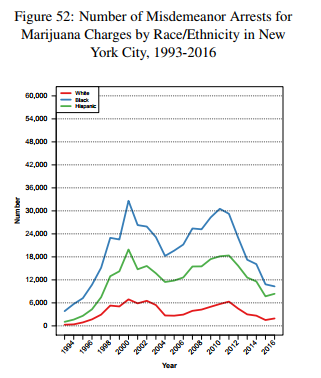 Figure 52: Number of Misdemeanor Arrests for
Marijuana Charges by Race/Ethnicity in New
York City, 1993-2016
White
Black
Hispanic
60,000
54,000
48,000
42,000
36,000
30,000
24,000
18,000
12,000
6,000
0
Number
1994
1996
1998
2000
2002
2004
2006
2008
2010
2012
2014
2016
Year